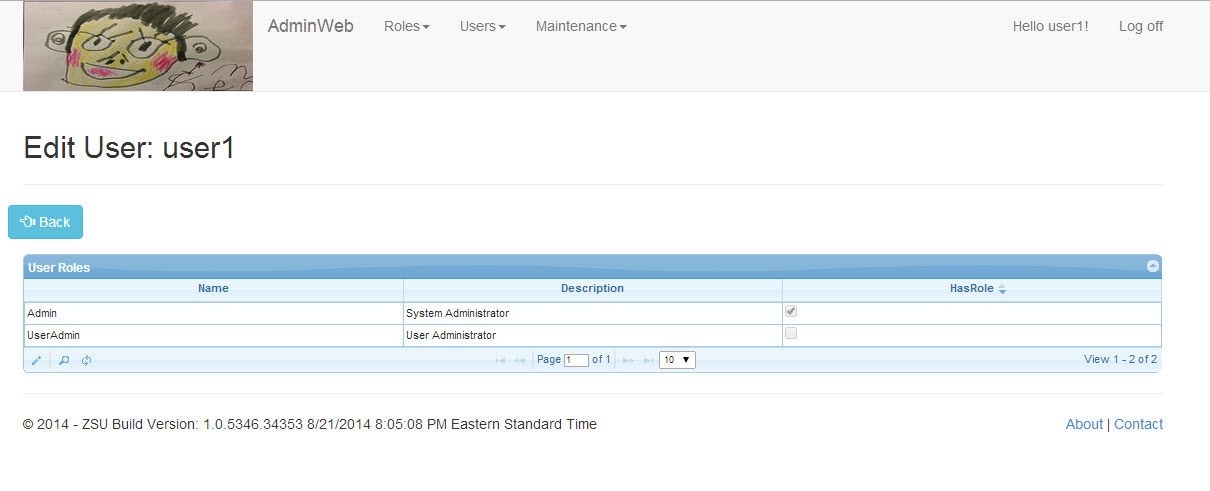 AdminWeb Roles Users Maintenance Hello user1! Log off
Edit User: user1
Back
User Roles
Name Description HasRole
Admin System Administrator
UserAdmin User Administrator
Page 1 of 1 10 View 1 - 2 of 2
© 2014 - ZSU Build Version: 1.0.5346.34353 8/21/2014 8:05:08 PM Eastern Standard Time About | Contact